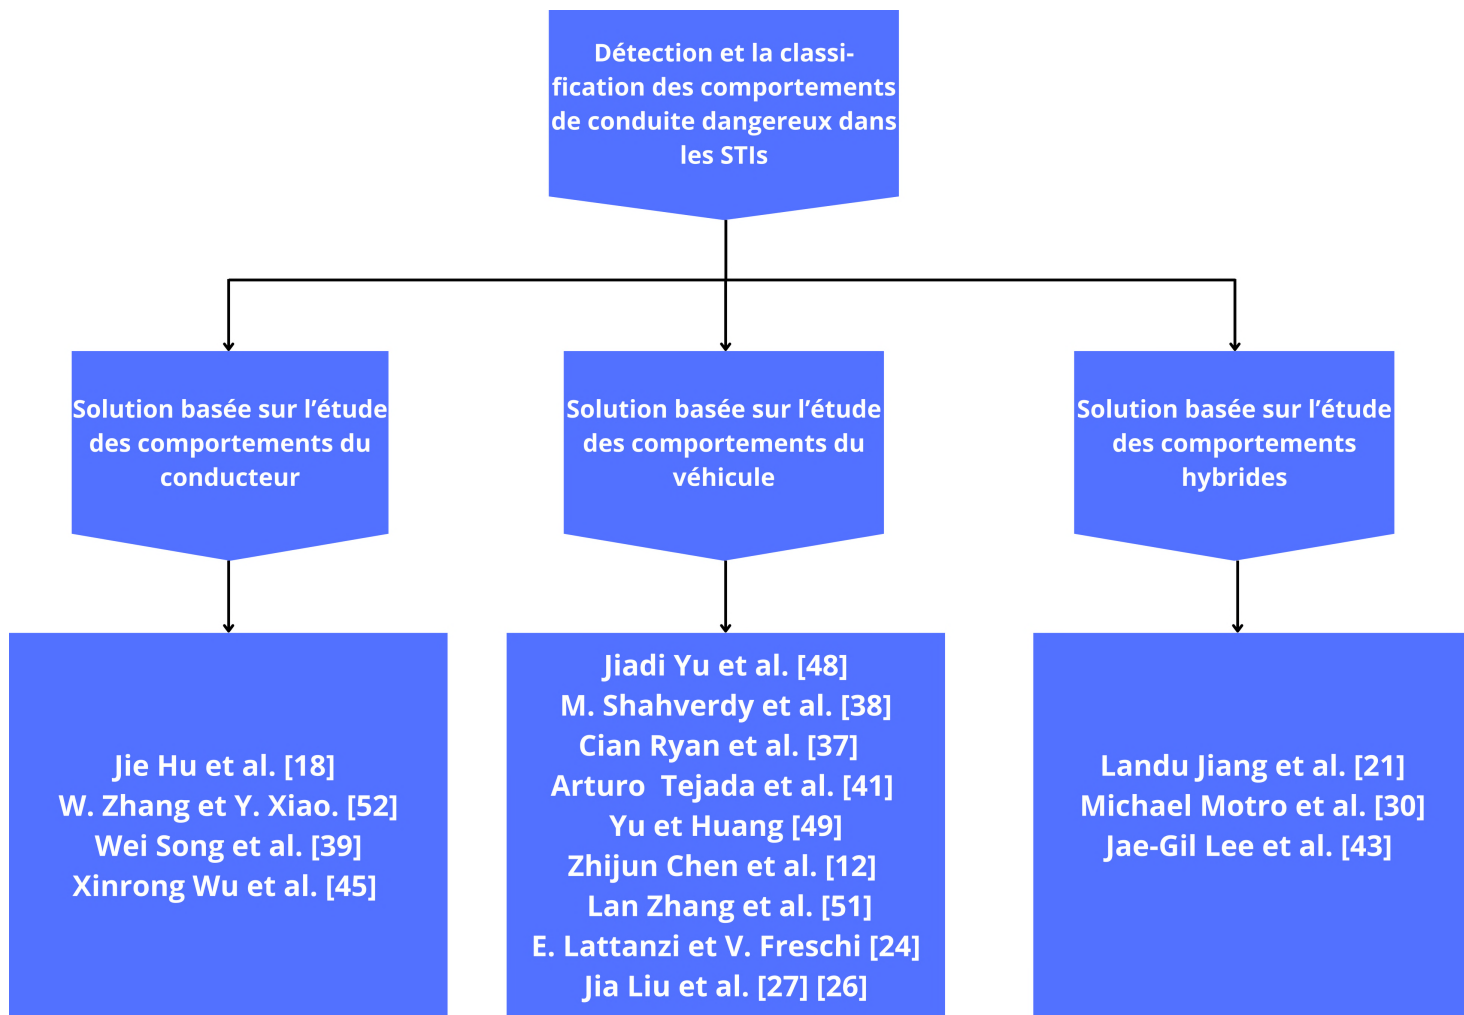 Détection et la classi-
fication des comportements
de conduite dangereux dans
les STIs
Solution basée sur l’étude
des comportements du
conducteur
Solution basée sur l’étude
des comportements du
véhicule
Solution basée sur l’étude
des comportements
hybrides
Jie Hu et al. [18]
W. Zhang et Y. Xiao. [52]
Wei Song et al. [39]
Xinrong Wu et al. [45]
Jiadi Yu et al. [48]
M. Shahverdy et al. [38]
Cian Ryan et al. [37]
Arturo  Tejada et al. [41]
Yu et Huang [49]
Zhijun Chen et al. [12]
Lan Zhang et al. [51]
E. Lattanzi et V. Freschi [24]
Jia Liu et al. [27] [26]
Landu Jiang et al. [21]
Michael Motro et al. [30]
Jae-Gil Lee et al. [43]